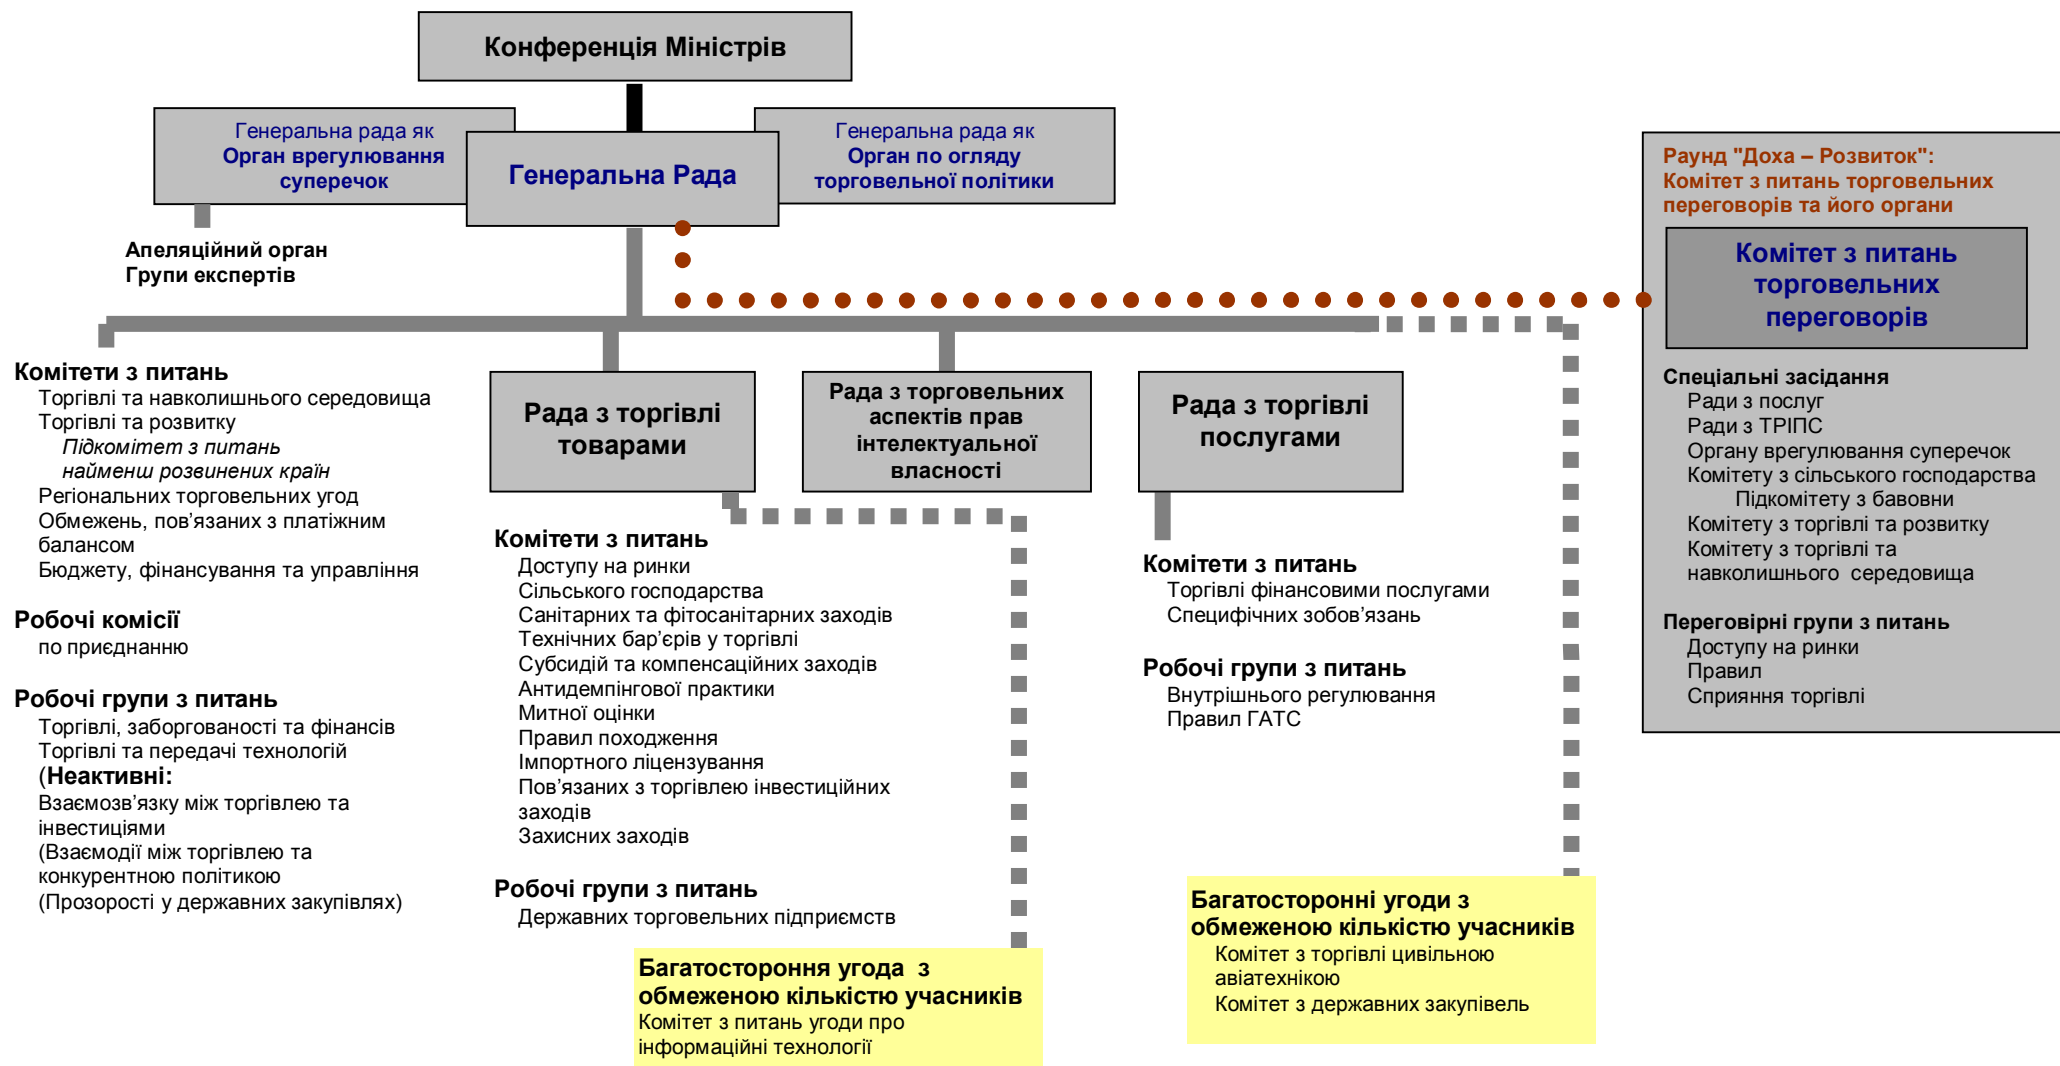 Конференція Міністрів
Генеральна рада як
Орган врегулювання
суперечок
Генеральна Рада
Генеральна рада як
Орган по огляду
торговельної політики
Апеляційний орган
Групи експертів
Раунд "Доха – Розвиток":
Комітет з питань торговельних
переговорів та його органи
Комітет з питань
торговельних
переговорів
Спеціальні засідання
Ради з послуг
Ради з ТРІПС
Органу врегулювання суперечок
Комітету з сільського господарства
Підкомітету з бавовни
Комітету з торгівлі та розвитку
Комітету з торгівлі та
навколишнього  середовища
Переговірні групи з питань
Доступу на ринки
Правил
Сприяння торгівлі
Комітети з питань
Торгівлі та навколишнього середовища
Торгівлі та розвитку
Підкомітет з питань
найменш розвинених країн
Регіональних торговельних угод
Обмежень, пов’язаних з платіжним
балансом
Бюджету, фінансування та управління
Робочі комісії
по приєднанню
Робочі групи з питань
Торгівлі, заборгованості та фінансів
Торгівлі та передачі технологій
(Неактивні:
Взаємозв’язку між торгівлею та
інвестиціями
(Взаємодії між торгівлею та
конкурентною політикою
(Прозорості у державних закупівлях)
Рада з торгівлі
товарами
Комітети з питань
Доступу на ринки
Сільського господарства
Санітарних та фітосанітарних заходів
Технічних бар’єрів у торгівлі
Субсидій та компенсаційних заходів
Антидемпінгової практики
Митної оцінки
Правил походження
Імпортного ліцензування
Пов’язаних з торгівлею інвестиційних
заходів
Захисних заходів
Робочі групи з питань
Державних торговельних підприємств
Багатостороння угода  з
обмеженою кількістю учасників
Комітет з питань угоди про
інформаційні технології
Рада з торговельних
аспектів прав
інтелектуальної
власності
Рада з торгівлі
послугами
Комітети з питань
Торгівлі фінансовими послугами
Специфічних зобов’язань
Робочі групи з питань
Внутрішнього регулювання
Правил ГАТС
Багатосторонні угоди з
обмеженою кількістю учасників
Комітет з торгівлі цивільною
авіатехнікою
Комітет з державних закупівель